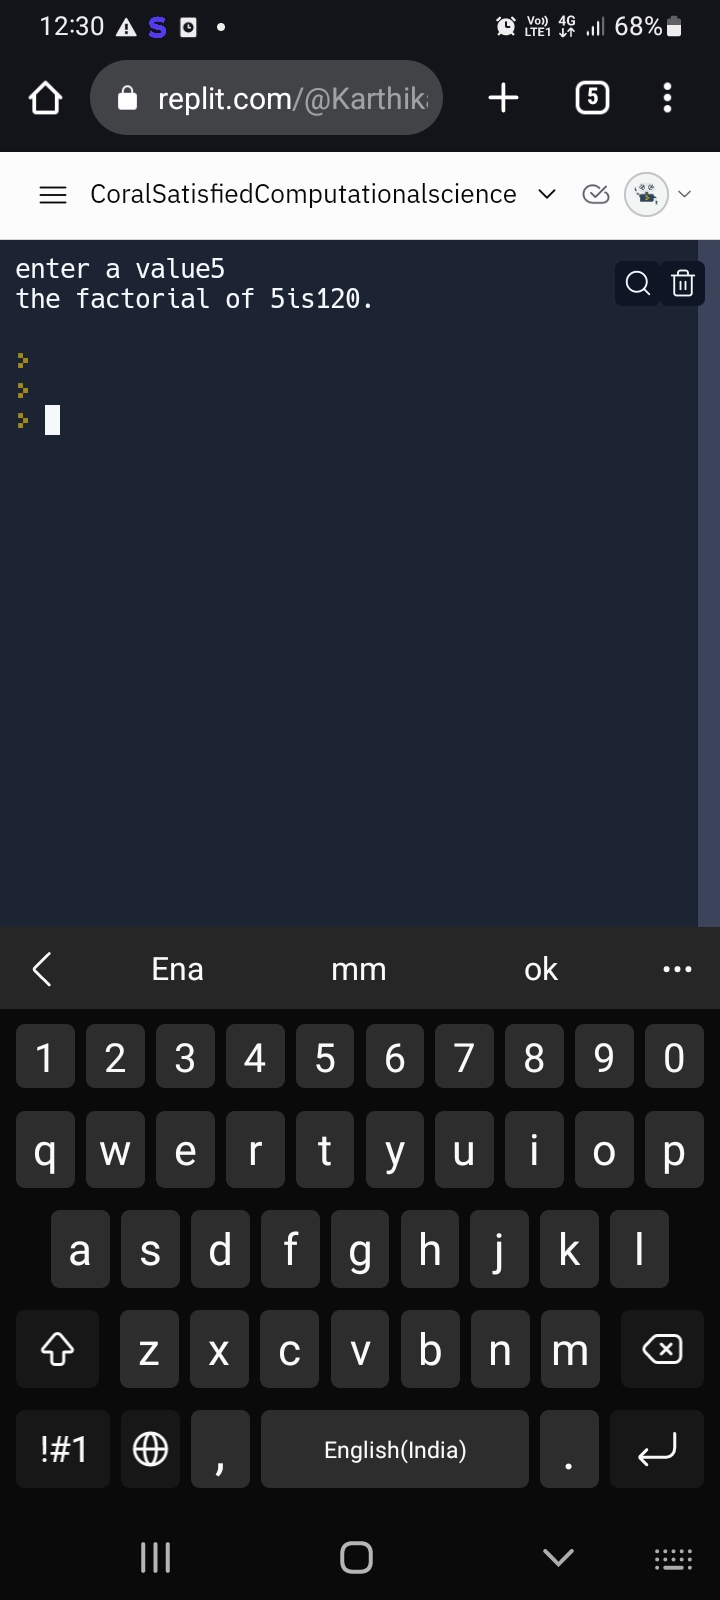 12:30 Vo)) LTE1 4G 68%
replit.com/@Karthik 5
CoralSatisfiedComputationalscience
enter a value5
the factorial of 5is120.
Ena mm ok
1 2 3 4 5 6 7 8 9 0
q w e r t y u i o p
a s d f g h j k l
z x c v b n m
!#1 , English(India) .